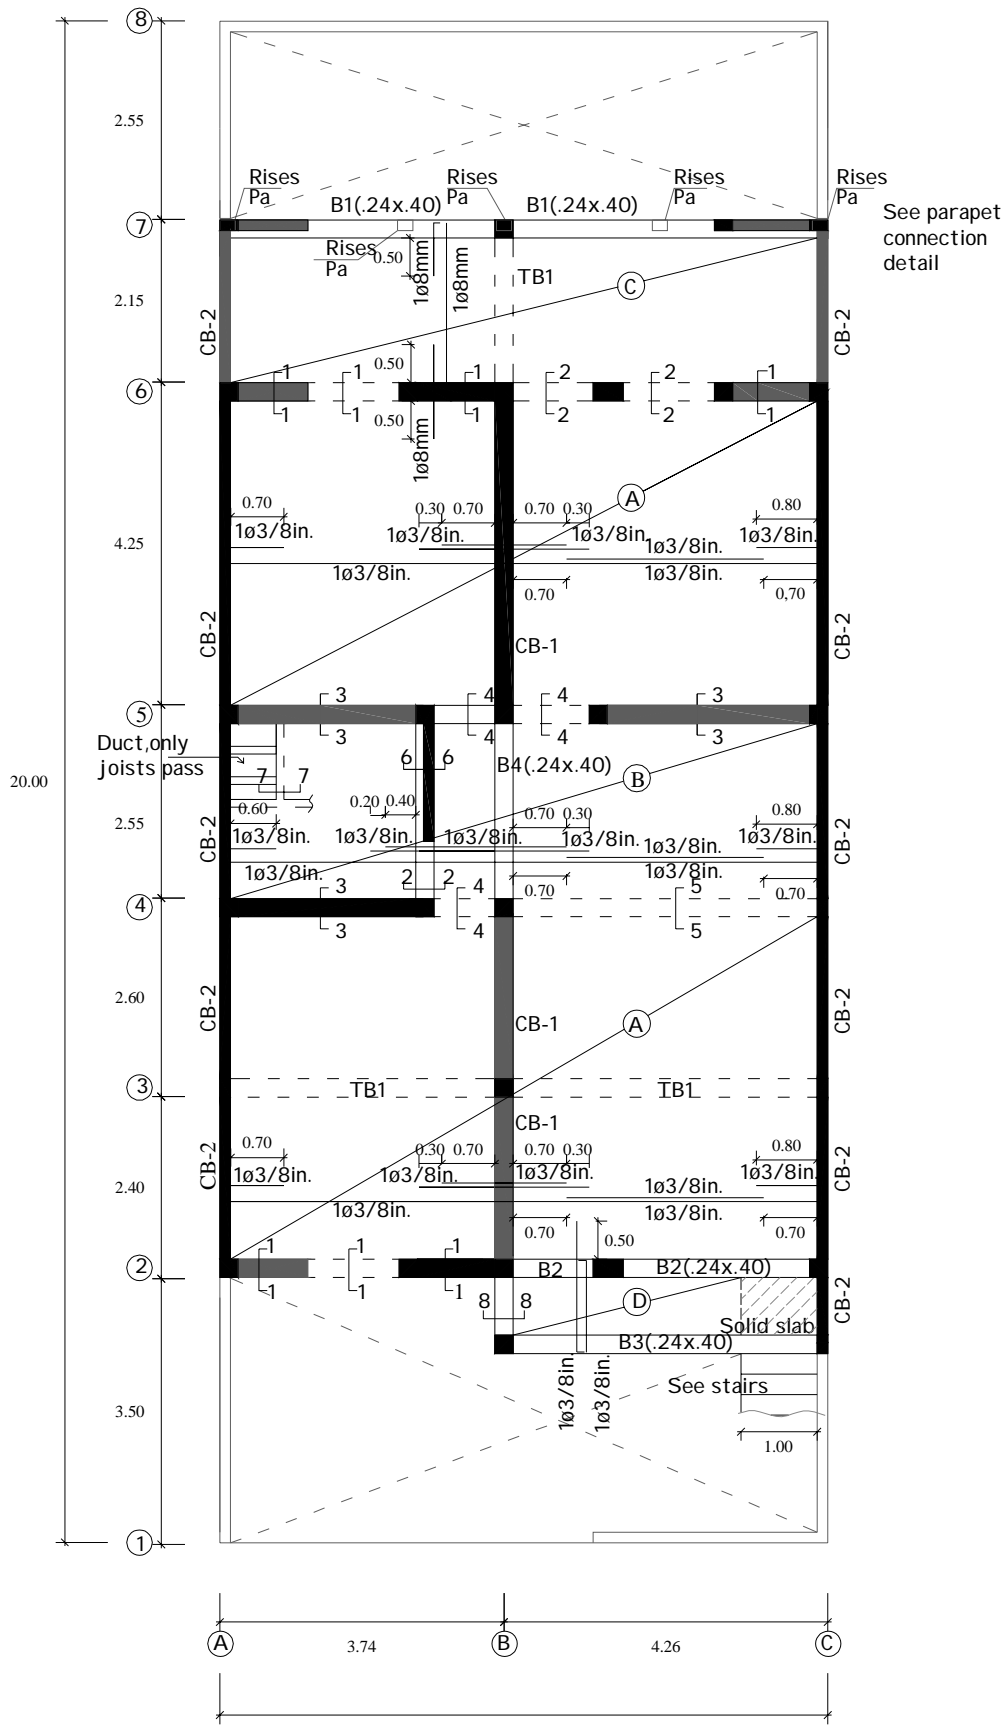 8
2.55
Rises
Pa
Rises
Pa
Rises
Pa
Rises
Pa
B1(.24x.40)
B1(.24x.40)
7
See parapet
connection
detail
Rises
Pa
0.50
1ø8mm
1ø8mm
TB1
C
2.15
CB-2
CB-2
0.50
1
1
1
2
2
1
6
1
1
1
2
2
1
0.50
1ø8mm
A
0.70
0.30
0.70
0.70
0.30
0.80
1ø3/8in.
1ø3/8in.
1ø3/8in.
1ø3/8in.
1ø3/8in.
4.25
1ø3/8in.
1ø3/8in.
0.70
0,70
CB-2
CB-1
CB-2
3
4
4
3
5
3
4
4
3
Duct,only
joists pass
6
6
B4(.24x.40)
B
20.00
7
7
0.60
0.20
0.40
0.70
0.30
0.80
2.55
CB-2
CB-2
1ø3/8in.
1ø3/8in.
1ø3/8in.
1ø3/8in.
1ø3/8in.
1ø3/8in.
1ø3/8in.
1ø3/8in.
2
2
0.70
0.70
3
4
5
4
3
4
5
2.60
CB-2
CB-1
A
CB-2
3
TB1
TB1
CB-1
0.70
0.30
0.70
0.70
0.30
0.80
CB-2
CB-2
1ø3/8in.
1ø3/8in.
1ø3/8in.
1ø3/8in.
1ø3/8in.
2.40
1ø3/8in.
1ø3/8in.
0.70
0.50
0.70
1
1
1
2
B2
B2(.24x.40)
1
1
1
8
8
D
CB-2
Solid slab
B3(.24x.40)
1ø3/8in.
1ø3/8in.
See stairs
3.50
1.00
1
A
3.74
B
4.26
C